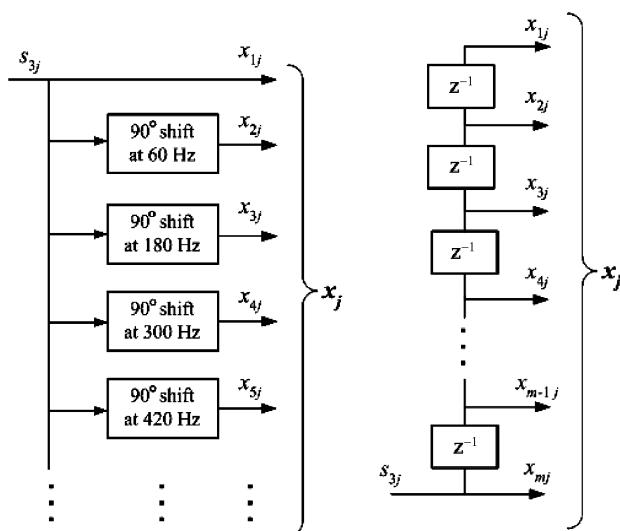 s3j
x1j
90° shift
at 60 Hz
x2j
90° shift
at 180 Hz
x3j
90° shift
at 300 Hz
x4j
90° shift
at 420 Hz
x5j
xj
x1j
z⁻¹
x2j
z⁻¹
x3j
z⁻¹
x4j
xm-1 j
z⁻¹
s3j
xmj
xj